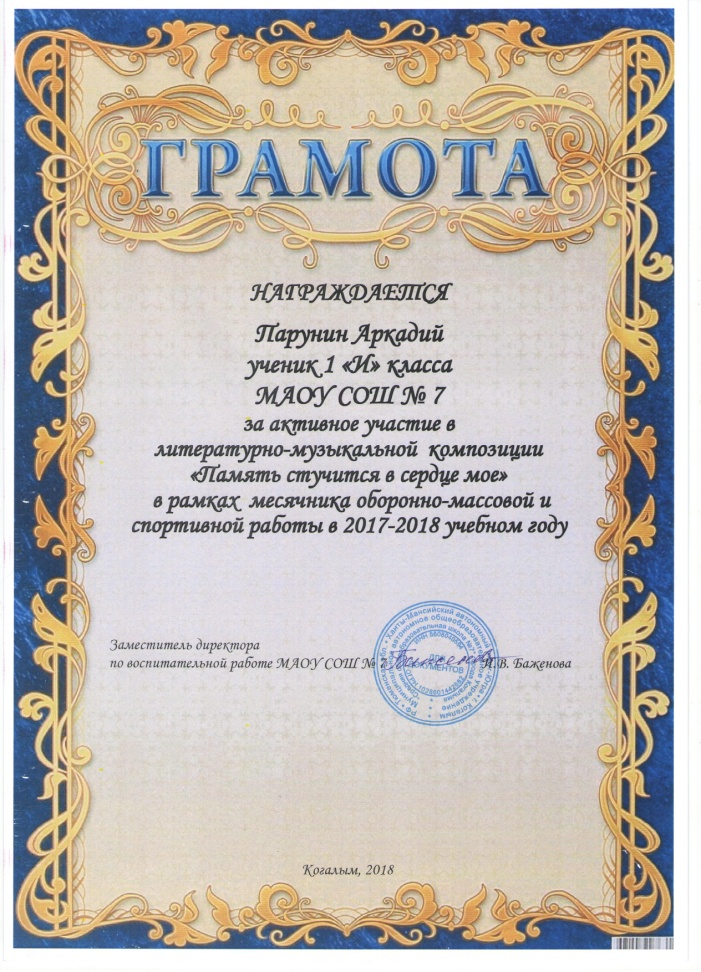 ГРАМОТА
НАГРАЖДАЕТСЯ
Парунин Аркадий
ученик 1 «И» класса
МАОУ СОШ № 7
за активное участие в
литературно-музыкальной композиции
«Память стучится в сердце мое»
в рамках месячника оборонно-массовой и
спортивной работы в 2017-2018 учебном году
Заместитель директора
по воспитательной работе МАОУ СОШ № 7
В. Баженова
ДЛЯ
ДОКУМЕНТОВ
Когалым, 2018